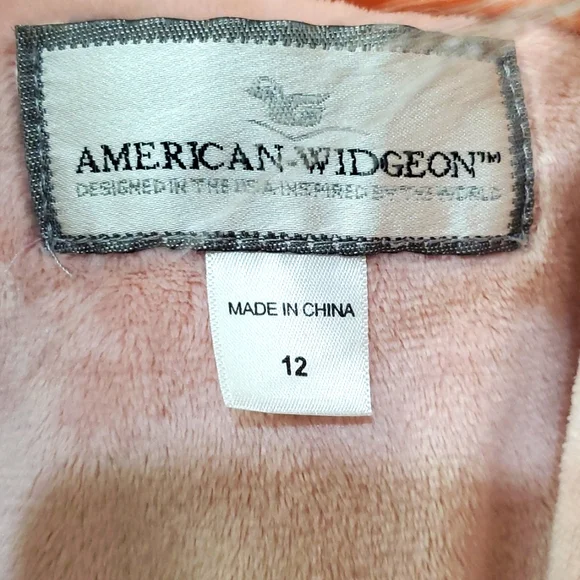 AMERICAN-WIDGEON™
DESIGNED IN THE USA INSPIRED BY THE WORLD
MADE IN CHINA
12